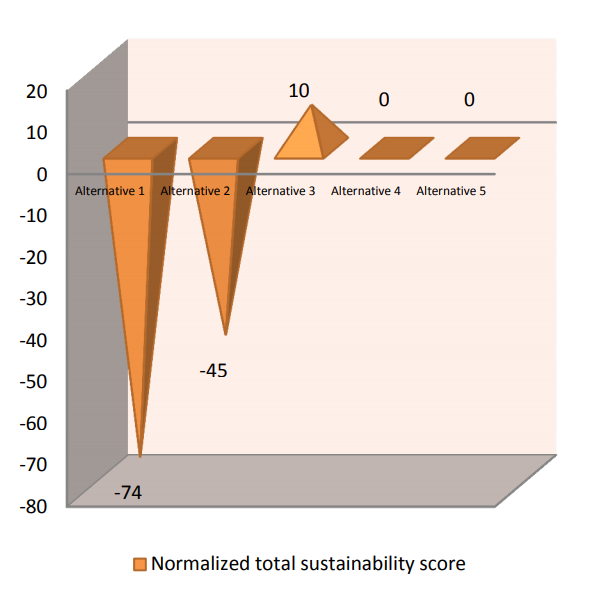 20
10
0
-10
-20
-30
-40
-50
-60
-70
-80
10
0
0
Alternative 1
Alternative 2
Alternative 3
Alternative 4
Alternative 5
-45
-74
Normalized total sustainability score